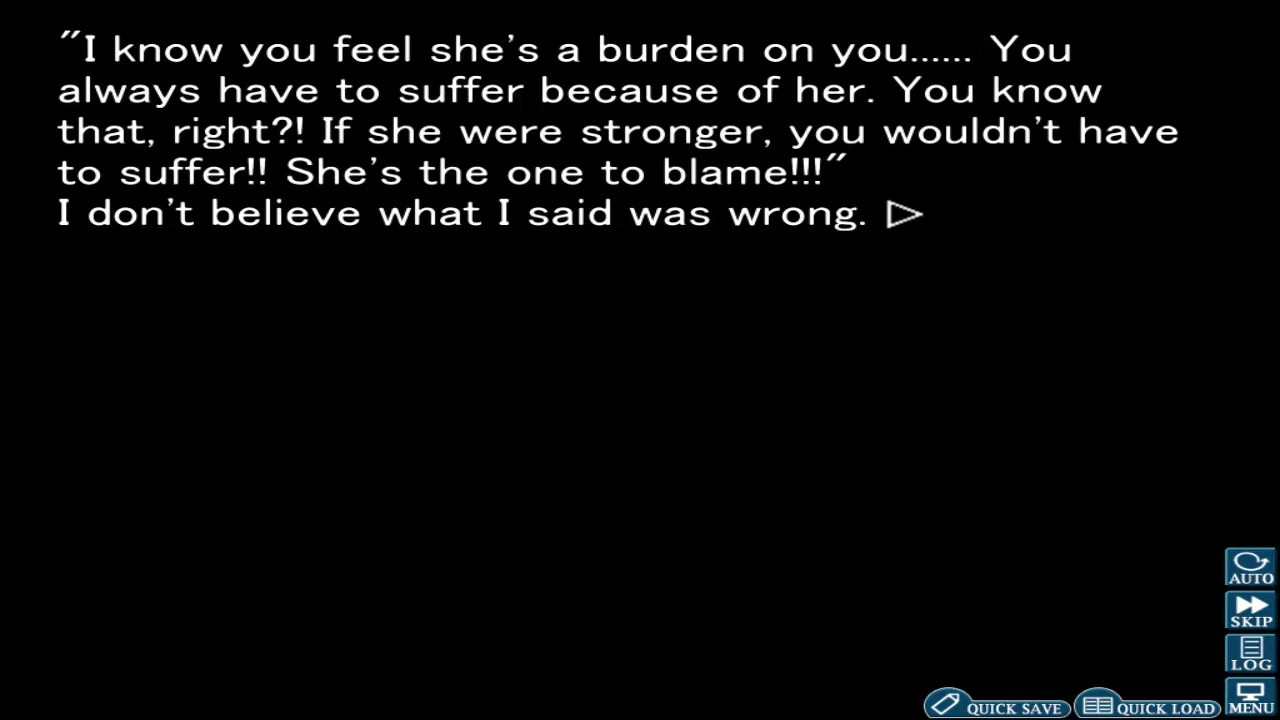 "I know you feel she's a burden on you...... You
always have to suffer because of her. You know
that, right?! If she were stronger, you wouldn't have
to suffer!! She's the one to blame!!!"
I don't believe what I said was wrong.
AUTO
SKIP
LOG
MENU
QUICK SAVE
QUICK LOAD